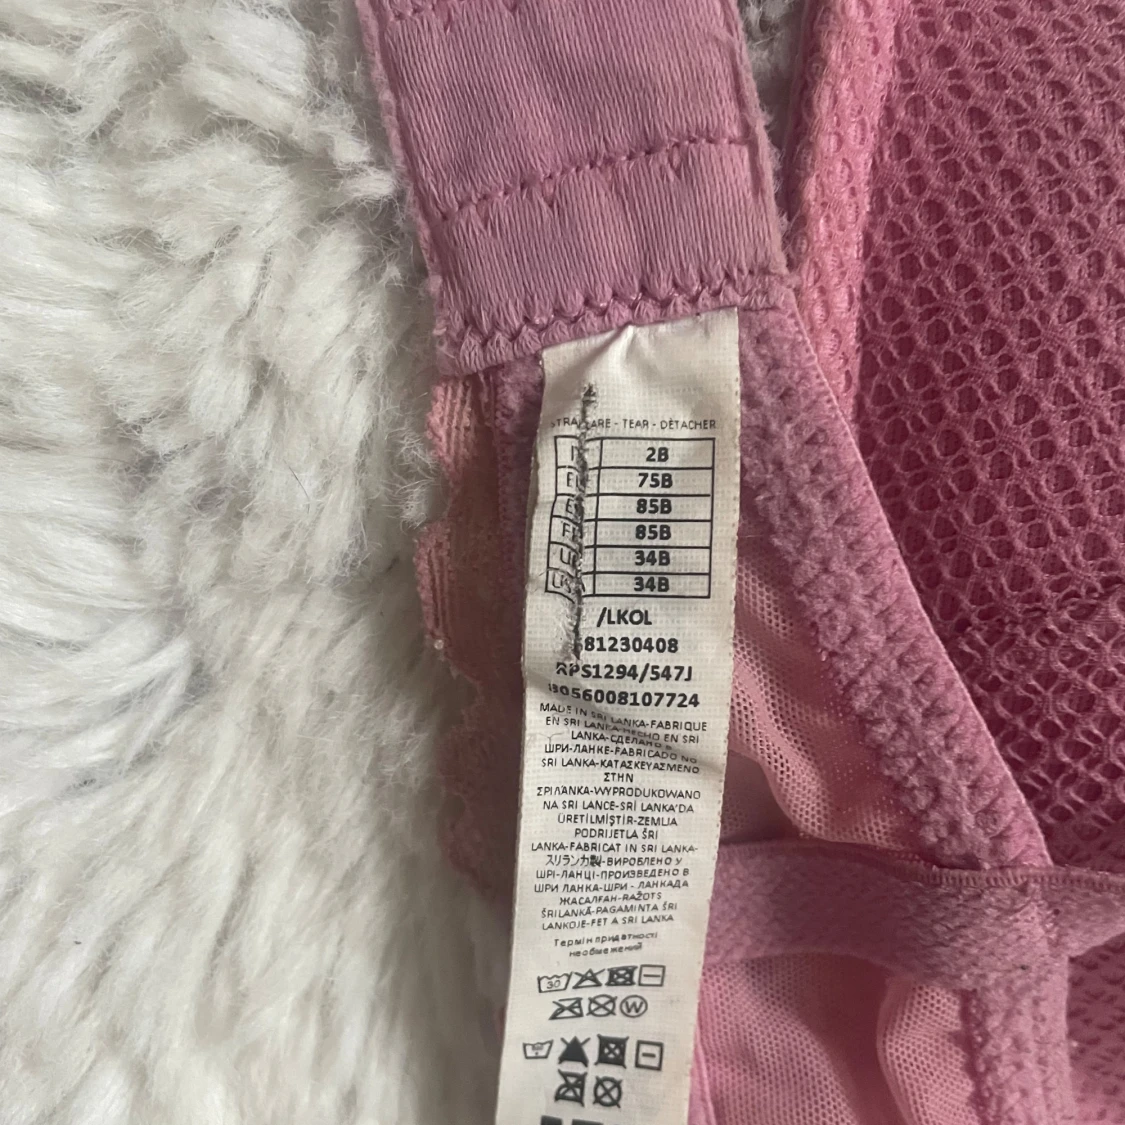 TEAR - DÉTACHER
2B
75B
85B
85B
34B
34B
/LKOL
81230408
RPS1294/547J
8056008107724
MADE IN SRI LANKA-FABRIQUE
EN SRI LANKA-HECHO EN SRI
LANKA-СДЕЛАНО В
ШРИ-ЛАНКЕ-FABRICADO NO
SRI LANKA-ΚΑΤΑΣΚΕΥΑΣΜΕΝΟ
ΣΤΗΝ
ΣΡΙ ΛΑΝΚΑ-WYPRODUKOWANO
NA SRI LANCE-SRİ LANKA'DA
ÜRETİLMİŞTİR-ZEMLJA
PODRIJETLA ŠRI
LANKA-FABRICAT IN SRI LANKA-
スリランカ製-ВИРОБЛЕНО У
ШРІ-ЛАНЦІ-ПРОИЗВЕДЕНО В
ШРИ ЛАНКА-ШРИ - ЛАНКАДА
ЖАСАЛҒАН-RAŽOTS
ŠRILANKĀ-PAGAMINTA ŠRI
LANKOJE-FET A SRI LANKA
Термін придатності
необмежений
30
W